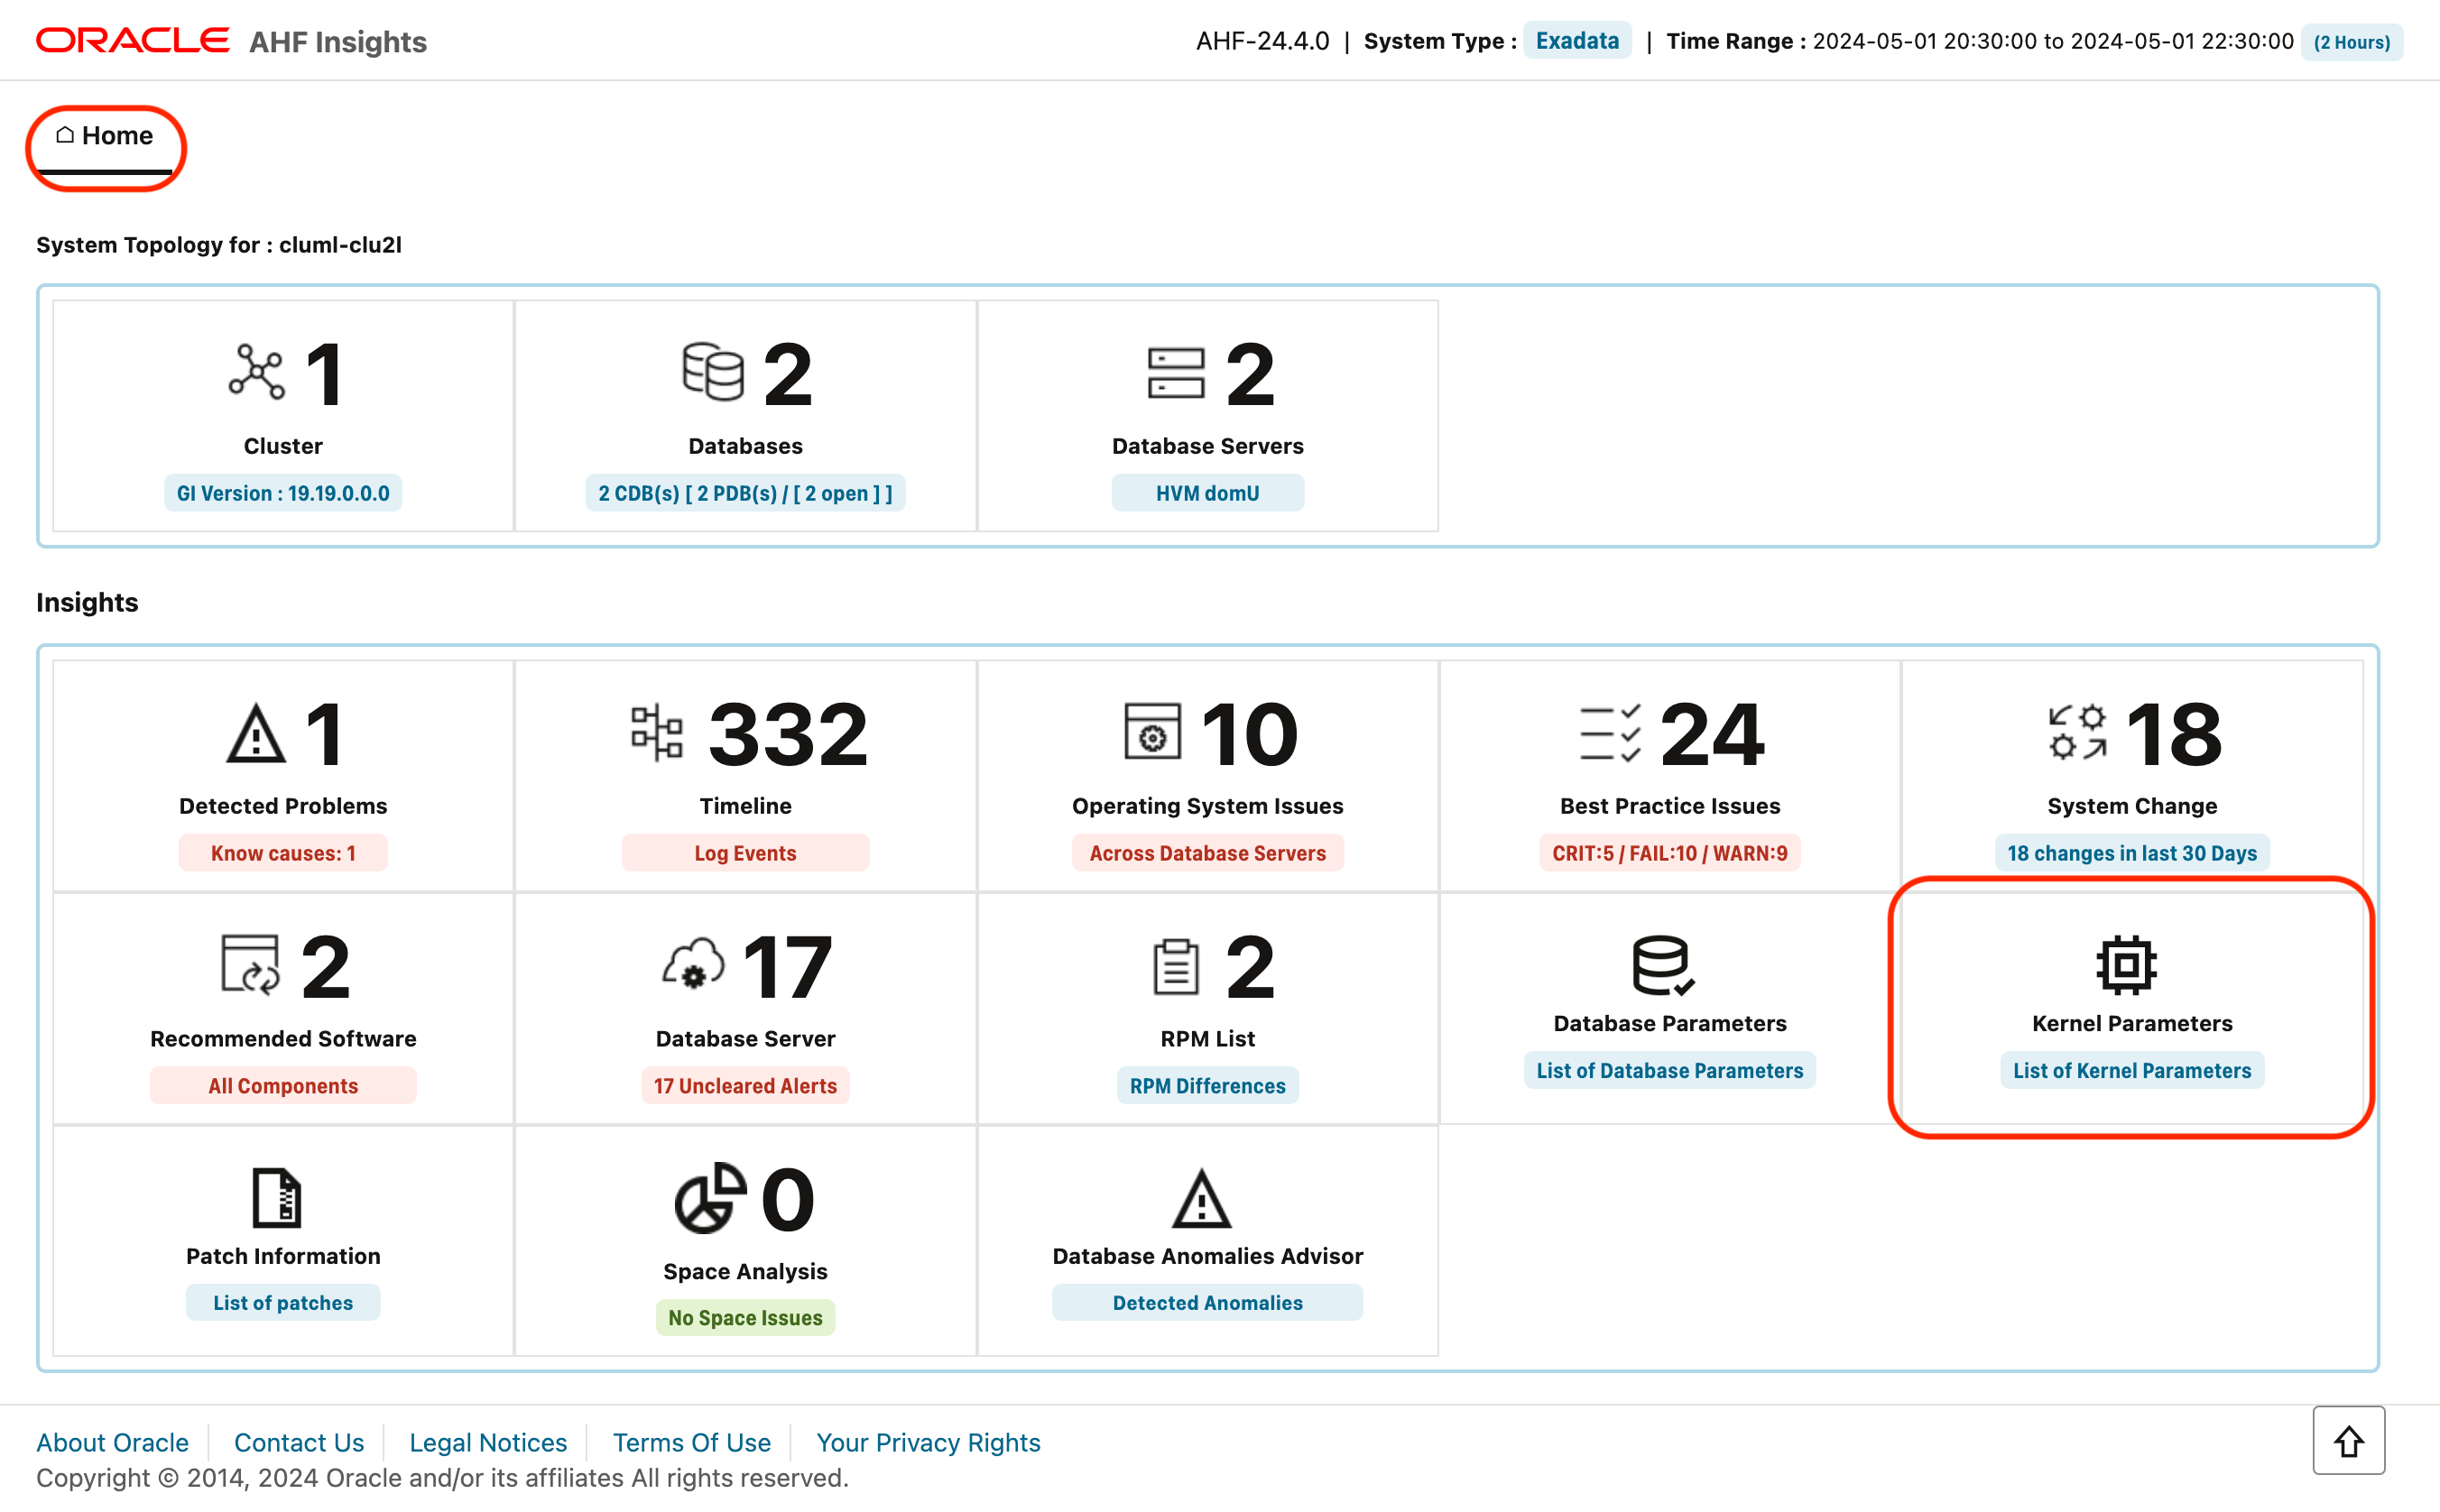 ORACLE AHF Insights
AHF-24.4.0 | System Type : Exadata | Time Range : 2024-05-01 20:30:00 to 2024-05-01 22:30:00 (2 Hours)
Home
System Topology for : cluml-clu2l
1
Cluster
GI Version : 19.19.0.0.0
2
Databases
2 CDB(s) [ 2 PDB(s) / [ 2 open ] ]
2
Database Servers
HVM domU
Insights
1
Detected Problems
Know causes: 1
332
Timeline
Log Events
10
Operating System Issues
Across Database Servers
24
Best Practice Issues
CRIT:5 / FAIL:10 / WARN:9
18
System Change
18 changes in last 30 Days
2
Recommended Software
All Components
17
Database Server
17 Uncleared Alerts
2
RPM List
RPM Differences
Database Parameters
List of Database Parameters
Kernel Parameters
List of Kernel Parameters
Patch Information
List of patches
0
Space Analysis
No Space Issues
Database Anomalies Advisor
Detected Anomalies
About Oracle Contact Us Legal Notices Terms Of Use Your Privacy Rights
Copyright © 2014, 2024 Oracle and/or its affiliates All rights reserved.